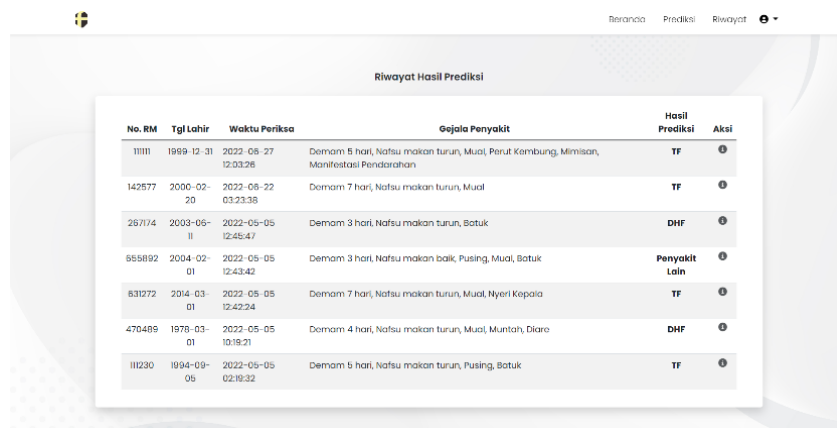 Beranda Prediksi Riwayat
Riwayat Hasil Prediksi
No. RM Tgl Lahir Waktu Periksa Gejala Penyakit Hasil Prediksi Aksi
111111 1999-12-31 2022-06-27 12:03:26 Demam 5 hari, Nafsu makan turun, Mual, Perut Kembung, Mimisan, Manifestasi Pendarahan TF
142577 2000-02-20 2022-06-22 03:23:38 Demam 7 hari, Nafsu makan turun, Mual TF
267174 2003-06-11 2022-05-05 12:45:47 Demam 3 hari, Nafsu makan turun, Batuk DHF
655892 2004-02-01 2022-05-05 12:43:42 Demam 3 hari, Nafsu makan baik, Pusing, Mual, Batuk Penyakit Lain
631272 2014-03-01 2022-05-05 12:42:24 Demam 7 hari, Nafsu makan turun, Mual, Nyeri Kepala TF
470489 1978-03-01 2022-05-05 10:19:21 Demam 4 hari, Nafsu makan turun, Mual, Muntah, Diare DHF
111230 1994-09-05 2022-05-05 02:19:32 Demam 5 hari, Nafsu makan turun, Pusing, Batuk TF